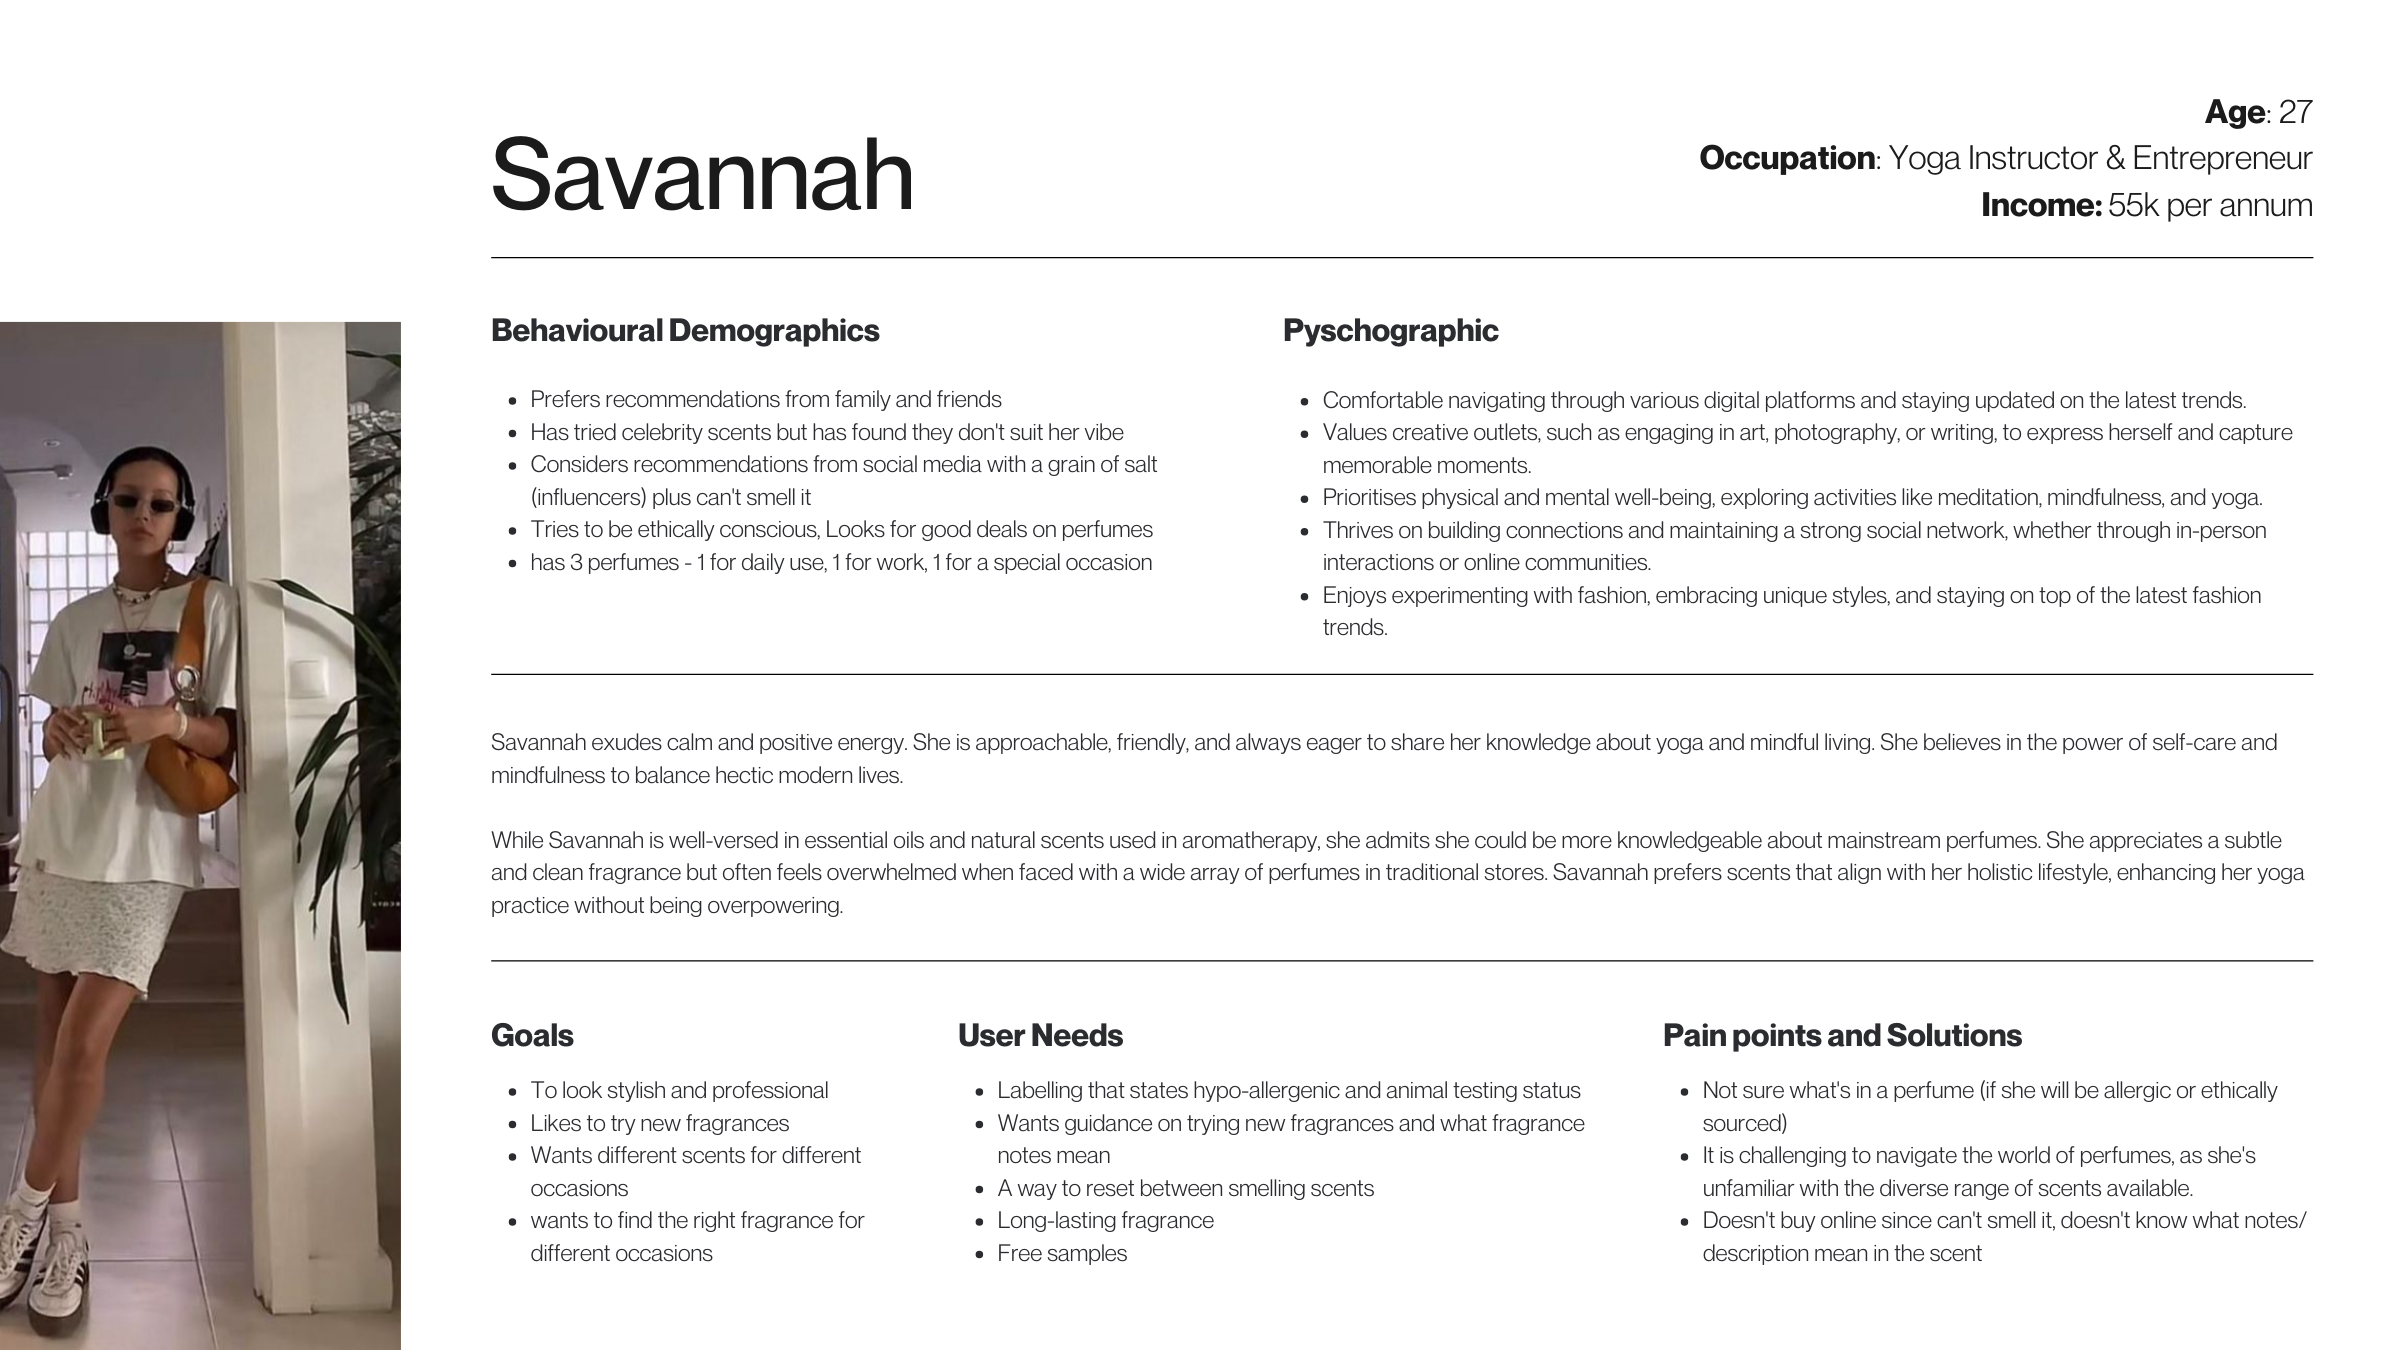 Savannah
Age: 27
Occupation: Yoga Instructor & Entrepreneur
Income: 55k per annum
Behavioural Demographics
• Prefers recommendations from family and friends
• Has tried celebrity scents but has found they don't suit her vibe
• Considers recommendations from social media with a grain of salt
(influencers) plus can't smell it
• Tries to be ethically conscious, Looks for good deals on perfumes
• has 3 perfumes - 1 for daily use, 1 for work, 1 for a special occasion
Pyschographic
• Comfortable navigating through various digital platforms and staying updated on the latest trends.
• Values creative outlets, such as engaging in art, photography, or writing, to express herself and capture
memorable moments.
• Prioritises physical and mental well-being, exploring activities like meditation, mindfulness, and yoga.
• Thrives on building connections and maintaining a strong social network, whether through in-person
interactions or online communities.
• Enjoys experimenting with fashion, embracing unique styles, and staying on top of the latest fashion
trends.
Savannah exudes calm and positive energy. She is approachable, friendly, and always eager to share her knowledge about yoga and mindful living. She believes in the power of self-care and
mindfulness to balance hectic modern lives.
While Savannah is well-versed in essential oils and natural scents used in aromatherapy, she admits she could be more knowledgeable about mainstream perfumes. She appreciates a subtle
and clean fragrance but often feels overwhelmed when faced with a wide array of perfumes in traditional stores. Savannah prefers scents that align with her holistic lifestyle, enhancing her yoga
practice without being overpowering.
Goals
• To look stylish and professional
• Likes to try new fragrances
• Wants different scents for different
occasions
• wants to find the right fragrance for
different occasions
User Needs
• Labelling that states hypo-allergenic and animal testing status
• Wants guidance on trying new fragrances and what fragrance
notes mean
• A way to reset between smelling scents
• Long-lasting fragrance
• Free samples
Pain points and Solutions
• Not sure what's in a perfume (if she will be allergic or ethically
sourced)
• It is challenging to navigate the world of perfumes, as she's
unfamiliar with the diverse range of scents available.
• Doesn't buy online since can't smell it, doesn't know what notes/
description mean in the scent